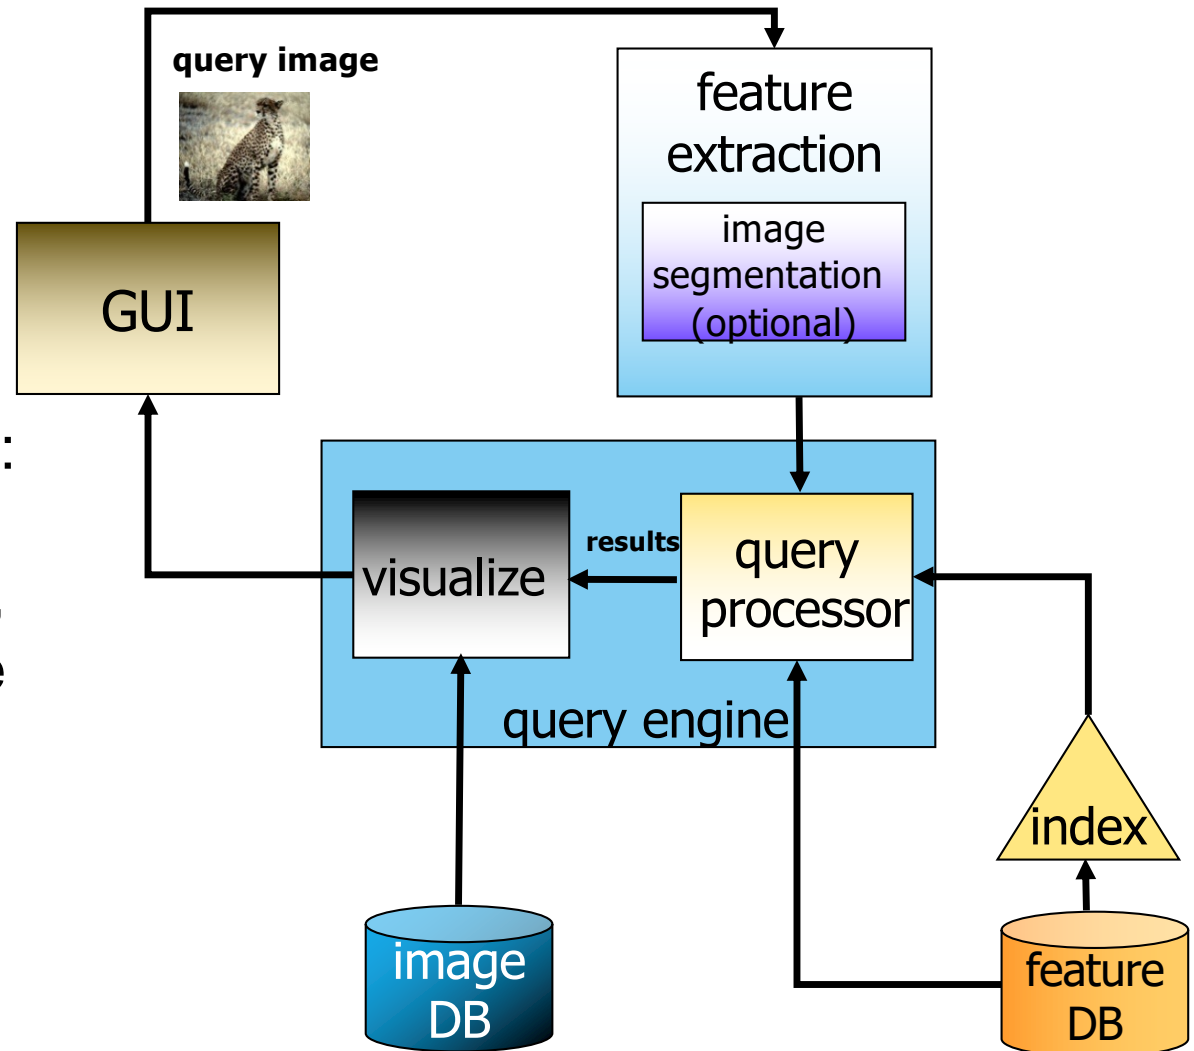 query image
feature
extraction
image
segmentation
(optional)
GUI
:
visualize
results
query
processor
e
query engine
index
image
DB
feature
DB